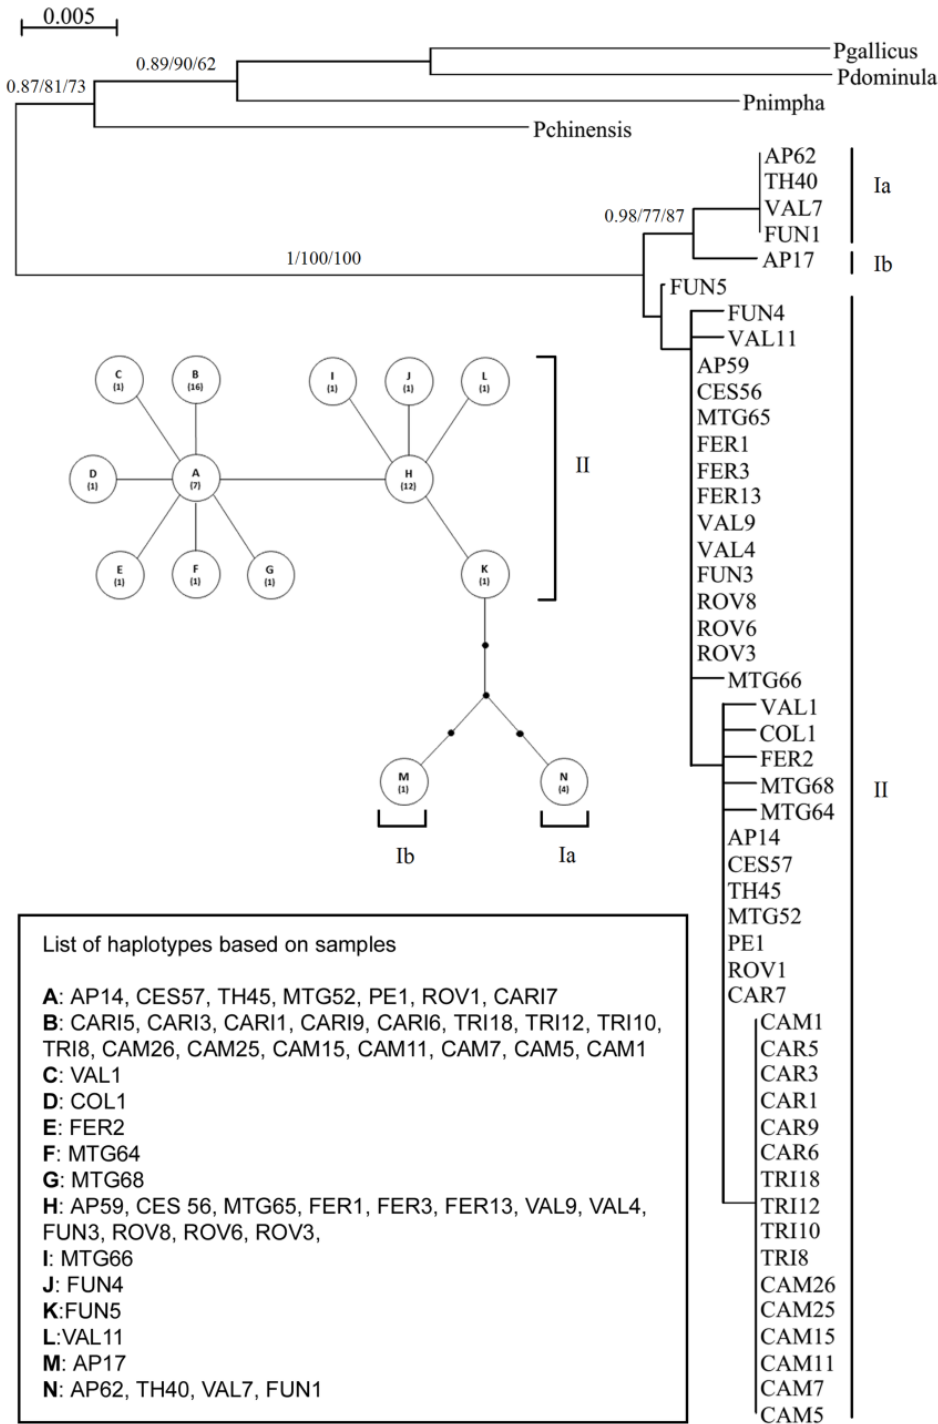 0.005
Pgallicus
0.89/90/62
Pdominula
0.87/81/73
Pnimpha
Pchinensis
AP62
TH40
Ia
VAL7
0.98/77/87
FUN1
1/100/100
AP17
Ib
FUN5
FUN4
VAL11
AP59
CES56
MTG65
FER1
FER3
FER13
VAL9
VAL4
FUN3
ROV8
ROV6
ROV3
MTG66
VAL1
COL1
FER2
MTG68
II
MTG64
AP14
CES57
TH45
MTG52
PE1
ROV1
CAR7
CAM1
CAR5
CAR3
CAR1
CAR9
CAR6
TRI18
TRI12
TRI10
TRI8
CAM26
CAM25
CAM15
CAM11
CAM7
CAM5
C
(1)
B
(16)
I
(1)
J
(1)
L
(1)
II
D
(1)
A
(7)
H
(12)
E
(1)
F
(1)
G
(1)
K
(1)
M
(1)
N
(4)
Ib
Ia
List of haplotypes based on samples
A: AP14, CES57, TH45, MTG52, PE1, ROV1, CARI7
B: CARI5, CARI3, CARI1, CARI9, CARI6, TRI18, TRI12, TRI10,
TRI8, CAM26, CAM25, CAM15, CAM11, CAM7, CAM5, CAM1
C: VAL1
D: COL1
E: FER2
F: MTG64
G: MTG68
H: AP59, CES 56, MTG65, FER1, FER3, FER13, VAL9, VAL4,
FUN3, ROV8, ROV6, ROV3,
I: MTG66
J: FUN4
K:FUN5
L:VAL11
M: AP17
N: AP62, TH40, VAL7, FUN1